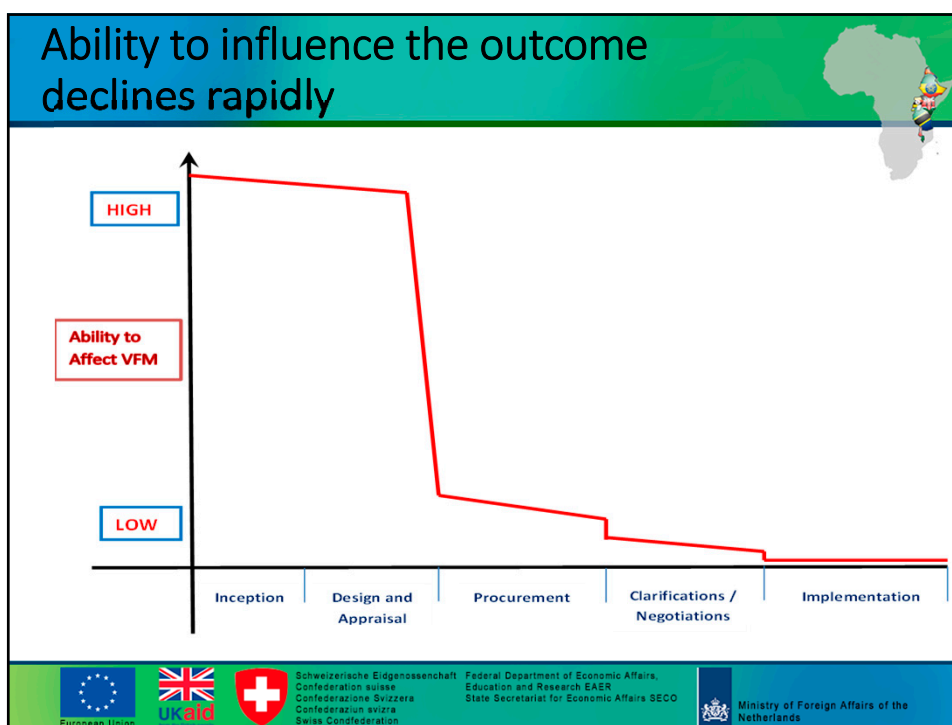 Ability to influence the outcome
declines rapidly
HIGH
Ability to
Affect VFM
LOW
Inception
Design and
Appraisal
Procurement
Clarifications /
Negotiations
Implementation
European Union
UKaid
Schweizerische Eidgenossenschaft
Confederation suisse
Confederazione Svizzera
Confederaziun svizra
Swiss Condfederation
Federal Department of Economic Affairs,
Education and Research EAER
State Secretariat for Economic Affairs SECO
Ministry of Foreign Affairs of the
Netherlands